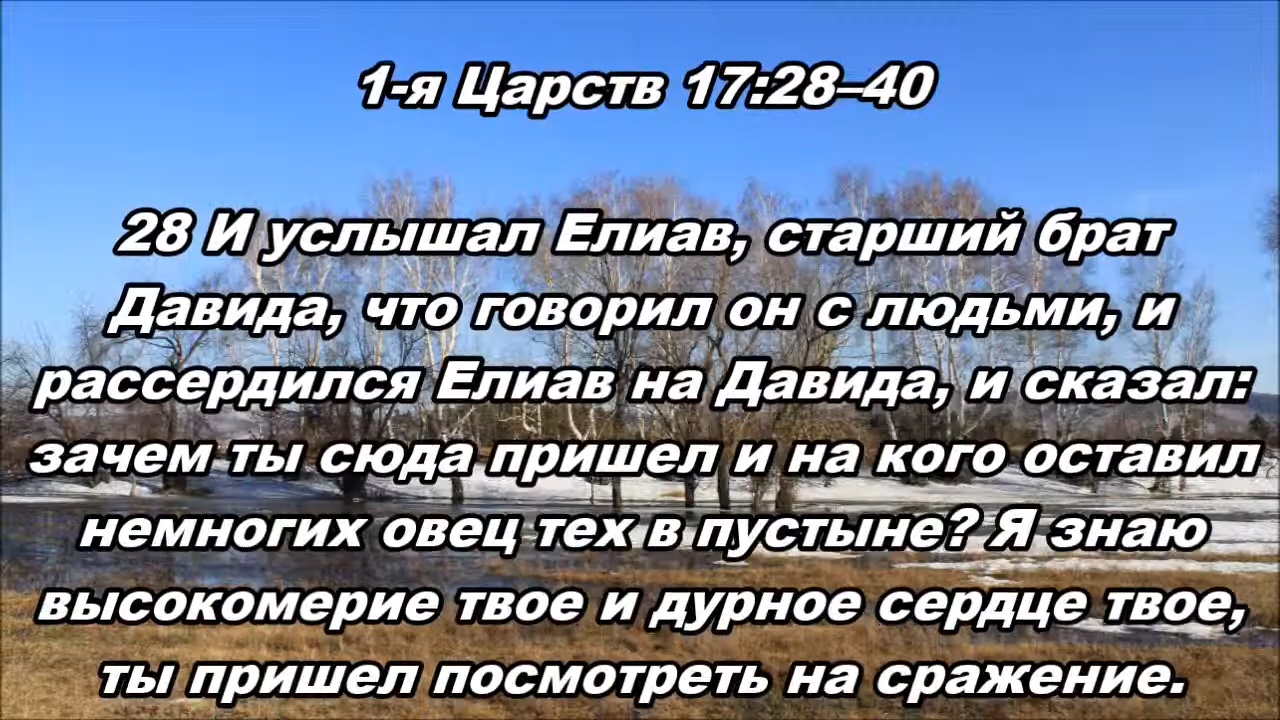 1-я Царств 17:28–40
28 И услышал Елиав, старший брат
Давида, что говорил он с людьми, и
рассердился Елиав на Давида, и сказал:
зачем ты сюда пришел и на кого оставил
немногих овец тех в пустыне? Я знаю
высокомерие твое и дурное сердце твое,
ты пришел посмотреть на сражение.